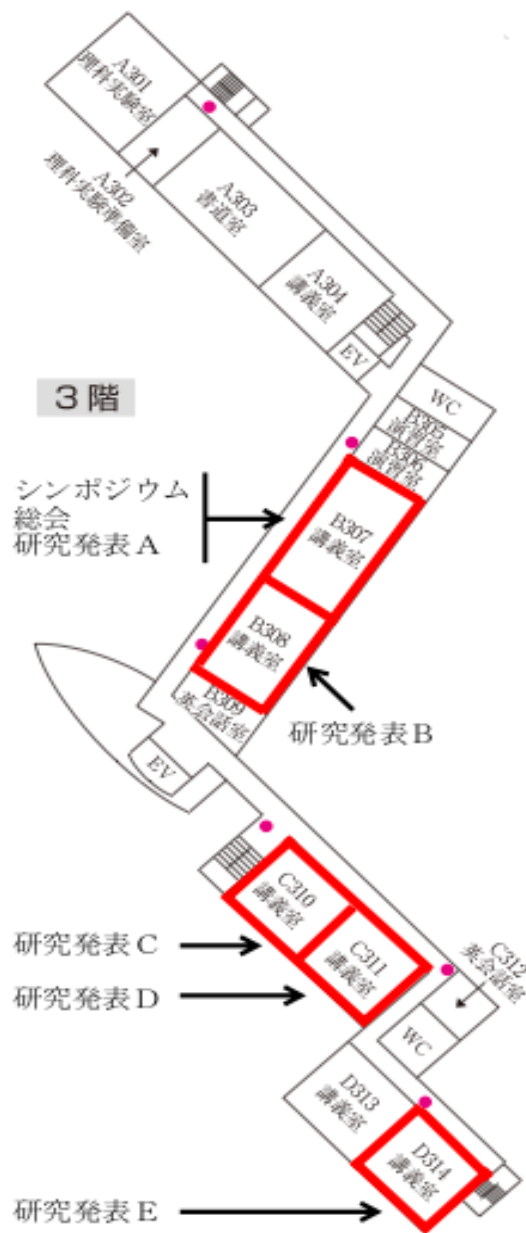 A301
理科実験室
A302
理科実験準備室
A303
書道室
A304
講義室
EV
3階
WC
B305
演習室
B306
演習室
シンポジウム
総会
研究発表A
B307
講義室
B308
講義室
B309
英会話室
研究発表B
EV
C310
講義室
C311
講義室
C312
英会話室
研究発表C
研究発表D
WC
D313
講義室
D314
講義室
研究発表E